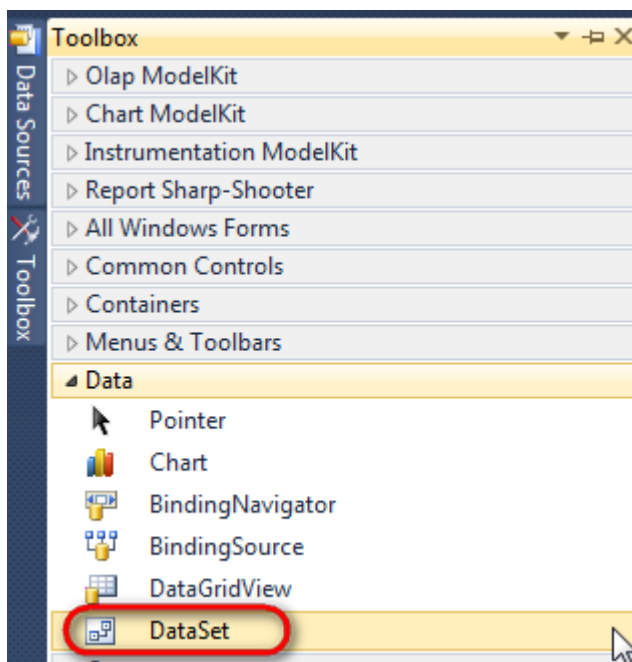 Toolbox
Data Sources
Toolbox
Olap ModelKit
Chart ModelKit
Instrumentation ModelKit
Report Sharp-Shooter
All Windows Forms
Common Controls
Containers
Menus & Toolbars
Data
Pointer
Chart
BindingNavigator
BindingSource
DataGridView
DataSet